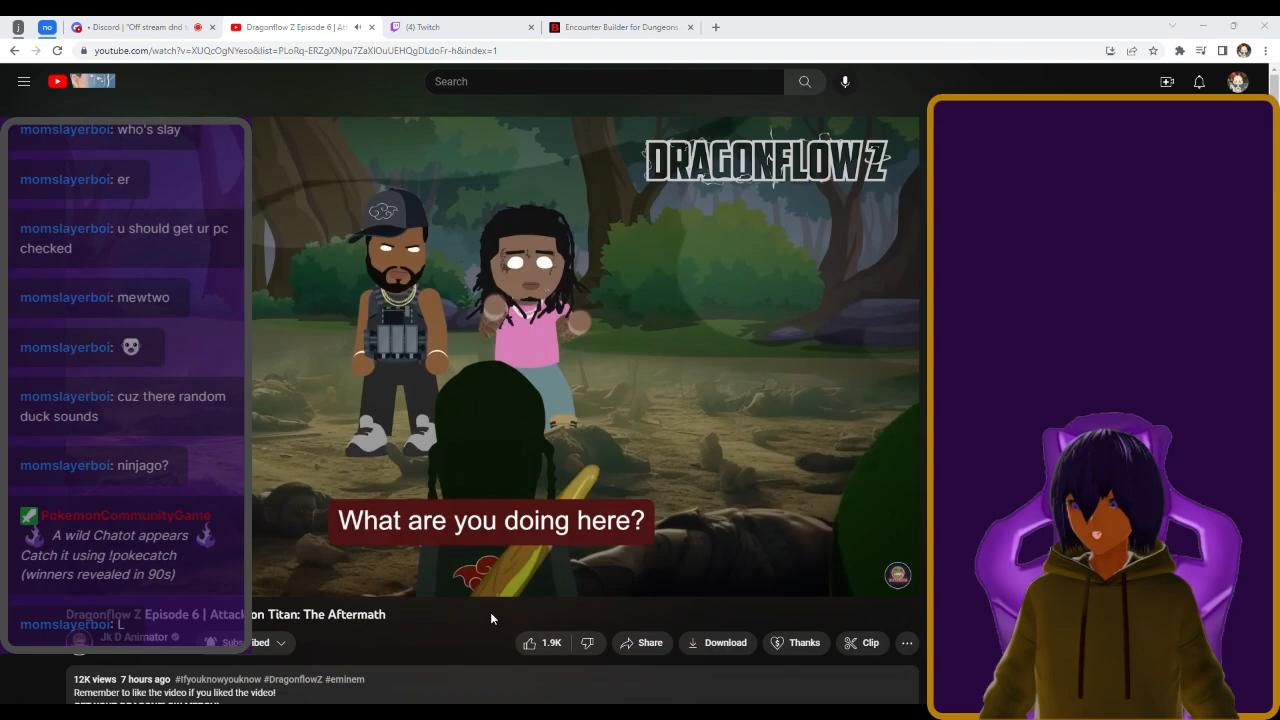 j
no
• Discord | "Off stream dnd t
Dragonflow Z Episode 6 | Att
(4) Twitch
Encounter Builder for Dungeons
youtube.com/watch?v=XUQcOgNYeso&list=PLoRq-ERZgXNpu7ZaXIOuUEHQgDLdoFr-h&index=1
Search
momslayerboi: who's slay
momslayerboi: er
momslayerboi: u should get ur pc
checked
momslayerboi: mewtwo
momslayerboi:
momslayerboi: cuz there random
duck sounds
momslayerboi: ninjago?
PokemonCommunityGame
A wild Chatot appears
Catch it using !pokecatch
(winners revealed in 90s)
momslayerboi: L
DRAGONFLOW Z
What are you doing here?
Dragonflow Z Episode 6 | Attack on Titan: The Aftermath
Jk D Animator
Subscribed
1.9K
Share
Download
Thanks
Clip
12K views 7 hours ago #Ifyouknowyouknow #DragonflowZ #eminem
Remember to like the video if you liked the video!